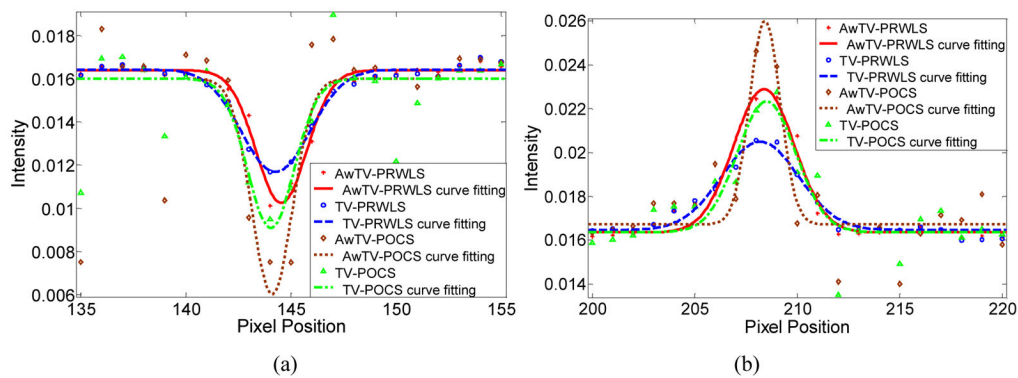 0.018
0.016
0.014
0.012
0.01
0.008
0.006
Intensity
135
140
145
150
155
Pixel Position
AwTV-PRWLS
AwTV-PRWLS curve fitting
TV-PRWLS
TV-PRWLS curve fitting
AwTV-POCS
AwTV-POCS curve fitting
TV-POCS
TV-POCS curve fitting
(a)
0.026
0.024
0.022
0.02
0.018
0.016
0.014
Intensity
200
205
210
215
220
Pixel Position
AwTV-PRWLS
AwTV-PRWLS curve fitting
TV-PRWLS
TV-PRWLS curve fitting
AwTV-POCS
AwTV-POCS curve fitting
TV-POCS
TV-POCS curve fitting
(b)